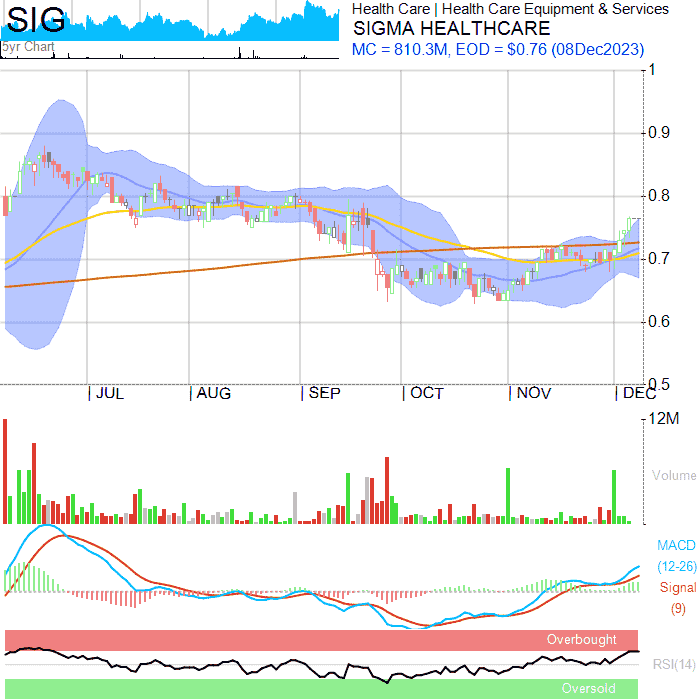 SIG
5yr Chart
Health Care | Health Care Equipment & Services
SIGMA HEALTHCARE
MC = 810.3M, EOD = $0.76 (08Dec2023)
1
0.9
0.8
0.7
0.6
0.5
JUL
AUG
SEP
OCT
NOV
DEC
12M
Volume
MACD
(12-26)
Signal
(9)
Overbought
RSI(14)
Oversold